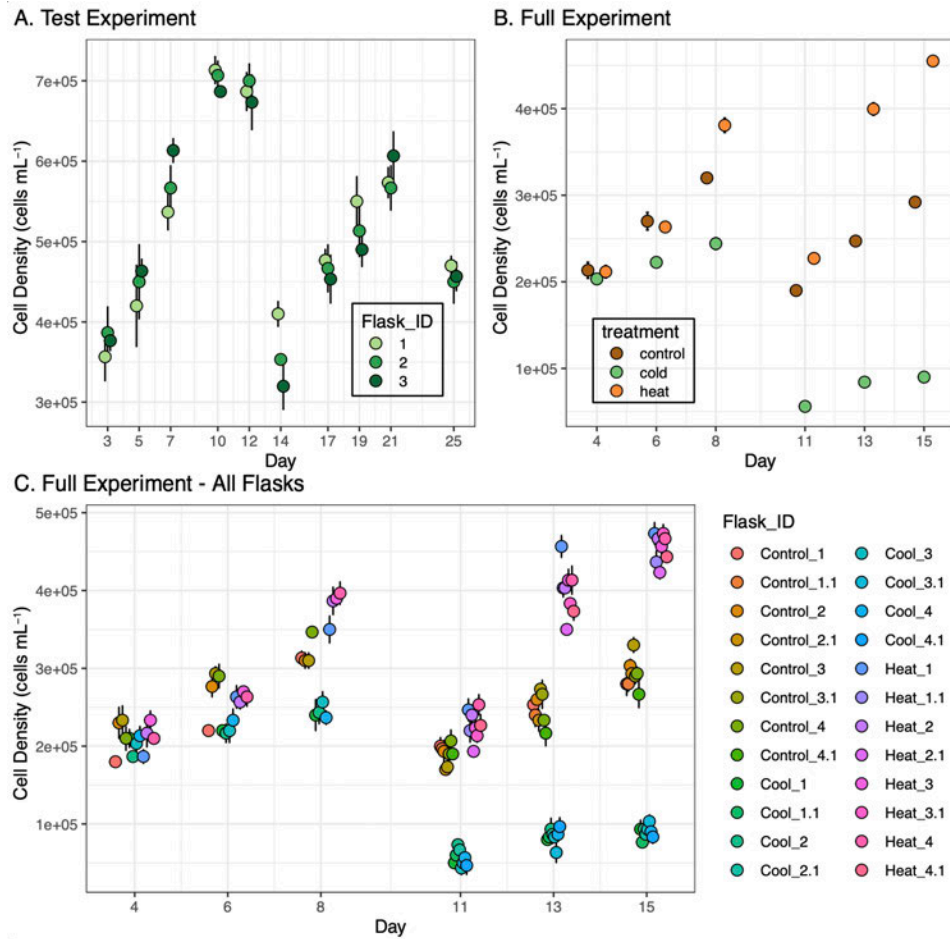 A. Test Experiment
Cell Density (cells mL⁻¹)
7e+05
6e+05
5e+05
4e+05
3e+05
Flask_ID
1
2
3
3 5 7 10 12 14 17 19 21 25
Day
B. Full Experiment
Cell Density (cells mL⁻¹)
4e+05
3e+05
2e+05
1e+05
treatment
control
cold
heat
4 6 8 11 13 15
Day
C. Full Experiment - All Flasks
Cell Density (cells mL⁻¹)
5e+05
4e+05
3e+05
2e+05
1e+05
4 6 8 11 13 15
Day
Flask_ID
Control_1
Control_1.1
Control_2
Control_2.1
Control_3
Control_3.1
Control_4
Control_4.1
Cool_1
Cool_1.1
Cool_2
Cool_2.1
Cool_3
Cool_3.1
Cool_4
Cool_4.1
Heat_1
Heat_1.1
Heat_2
Heat_2.1
Heat_3
Heat_3.1
Heat_4
Heat_4.1